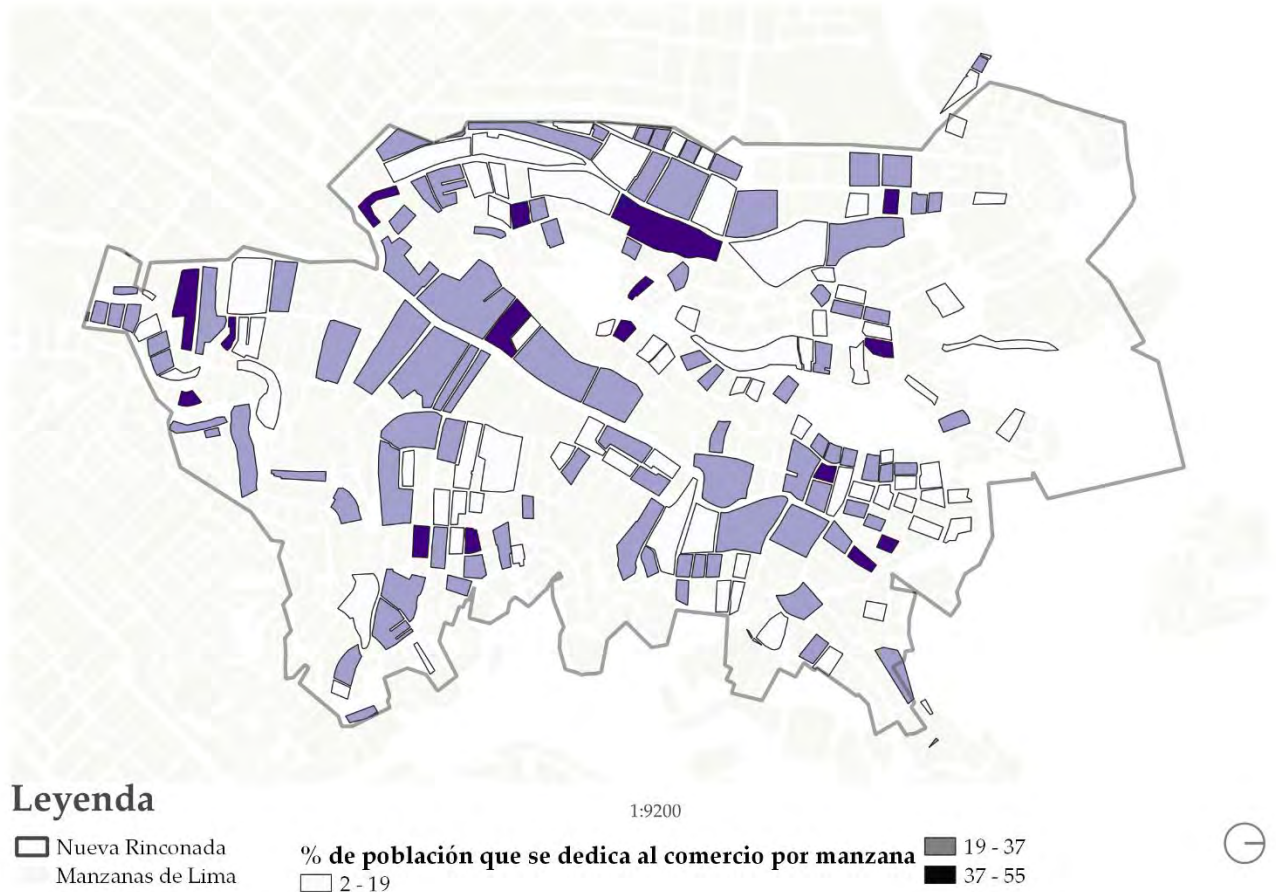 Leyenda
1:9200
Nueva Rinconada
Manzanas de Lima
% de población que se dedica al comercio por manzana
2 - 19
19 - 37
37 - 55